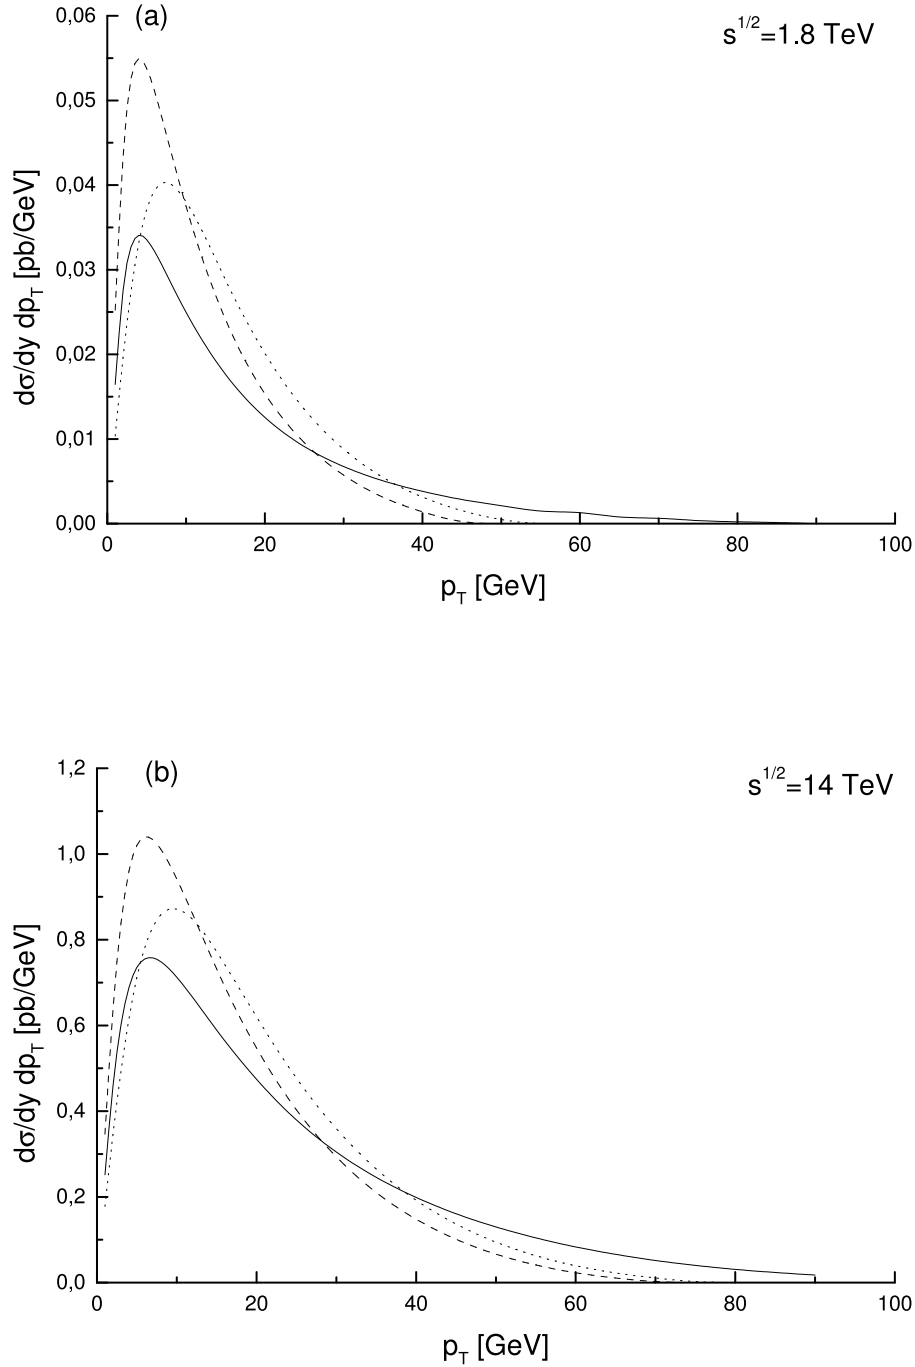 (a)
s^{1/2}=1.8 TeV
0,06
0,05
0,04
0,03
0,02
0,01
0,00
dσ/dy dp_T [pb/GeV]
0 20 40 60 80 100
p_T [GeV]
(b)
s^{1/2}=14 TeV
1,2
1,0
0,8
0,6
0,4
0,2
0,0
dσ/dy dp_T [pb/GeV]
0 20 40 60 80 100
p_T [GeV]